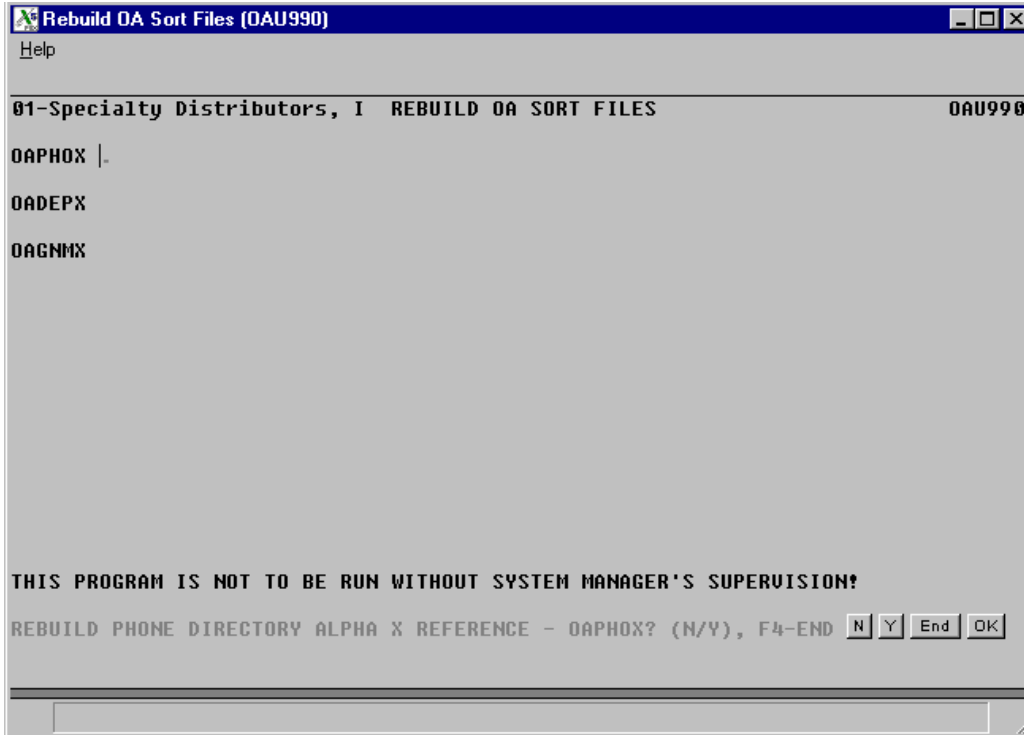 Rebuild OA Sort Files (OAU990)
Help
01-Specialty Distributors, I REBUILD OA SORT FILES OAU990
OAPHOX
OADEPX
OAGNMX
THIS PROGRAM IS NOT TO BE RUN WITHOUT SYSTEM MANAGER'S SUPERVISION!
REBUILD PHONE DIRECTORY ALPHA X REFERENCE - OAPHOX? (N/Y), F4-END N Y End OK